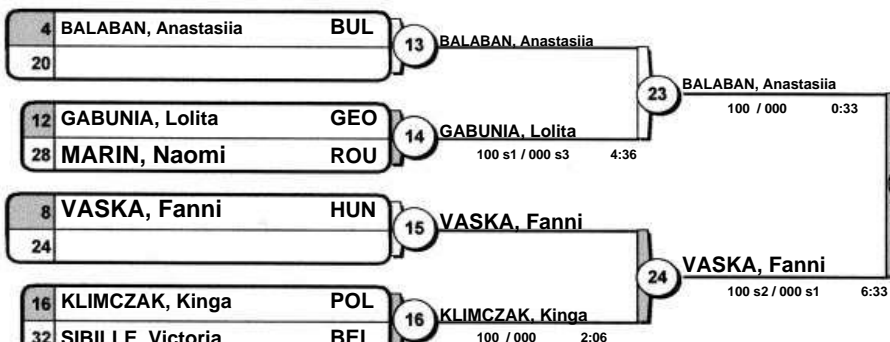 4 BALABAN, Anastasiia BUL
20
13
BALABAN, Anastasiia
12 GABUNIA, Lolita GEO
28 MARIN, Naomi ROU
14
GABUNIA, Lolita
100 s1 / 000 s3 4:36
23
BALABAN, Anastasiia
100 / 000 0:33
8 VASKA, Fanni HUN
24
15
VASKA, Fanni
16 KLIMCZAK, Kinga POL
32 SIBILLE, Victoria BEL
16
KLIMCZAK, Kinga
100 / 000 2:06
24
VASKA, Fanni
100 s2 / 000 s1 6:33